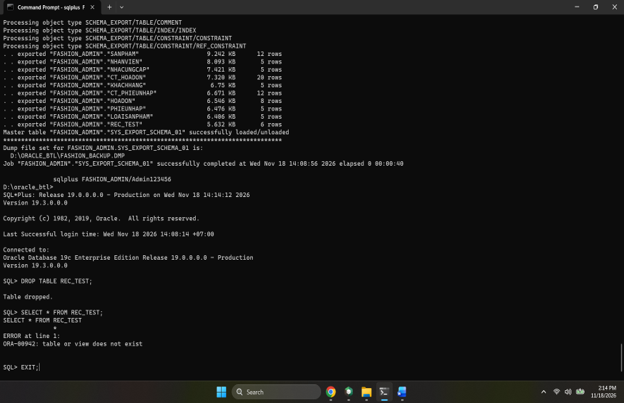 Command Prompt - sqlplus F
Processing object type SCHEMA_EXPORT/TABLE/COMMENT
Processing object type SCHEMA_EXPORT/TABLE/INDEX/INDEX
Processing object type SCHEMA_EXPORT/TABLE/CONSTRAINT/CONSTRAINT
Processing object type SCHEMA_EXPORT/TABLE/CONSTRAINT/REF_CONSTRAINT
. . exported "FASHION_ADMIN"."SANPHAM" 9.242 KB 12 rows
. . exported "FASHION_ADMIN"."NHANVIEN" 8.093 KB 5 rows
. . exported "FASHION_ADMIN"."NHACUNGCAP" 7.421 KB 5 rows
. . exported "FASHION_ADMIN"."CT_HOADON" 7.320 KB 20 rows
. . exported "FASHION_ADMIN"."KHACHHANG" 6.75 KB 5 rows
. . exported "FASHION_ADMIN"."CT_PHIEUNHAP" 6.671 KB 12 rows
. . exported "FASHION_ADMIN"."HOADON" 6.546 KB 8 rows
. . exported "FASHION_ADMIN"."PHIEUNHAP" 6.476 KB 5 rows
. . exported "FASHION_ADMIN"."LOAISANPHAM" 6.406 KB 5 rows
. . exported "FASHION_ADMIN"."REC_TEST" 5.632 KB 6 rows
Master table "FASHION_ADMIN"."SYS_EXPORT_SCHEMA_01" successfully loaded/unloaded
******************************************************************************
Dump file set for FASHION_ADMIN.SYS_EXPORT_SCHEMA_01 is:
D:\ORACLE_BTL\FASHION_BACKUP.DMP
Job "FASHION_ADMIN"."SYS_EXPORT_SCHEMA_01" successfully completed at Wed Nov 18 14:08:56 2026 elapsed 0 00:00:40
sqlplus FASHION_ADMIN/Admin123456
D:\oracle_btl>
SQL*Plus: Release 19.0.0.0.0 - Production on Wed Nov 18 14:14:12 2026
Version 19.3.0.0.0
Copyright (c) 1982, 2019, Oracle. All rights reserved.
Last Successful login time: Wed Nov 18 2026 14:08:14 +07:00
Connected to:
Oracle Database 19c Enterprise Edition Release 19.0.0.0.0 - Production
Version 19.3.0.0.0
SQL> DROP TABLE REC_TEST;
Table dropped.
SQL> SELECT * FROM REC_TEST;
SELECT * FROM REC_TEST
*
ERROR at line 1:
ORA-00942: table or view does not exist
SQL> EXIT;
Search
2:14 PM
11/18/2026